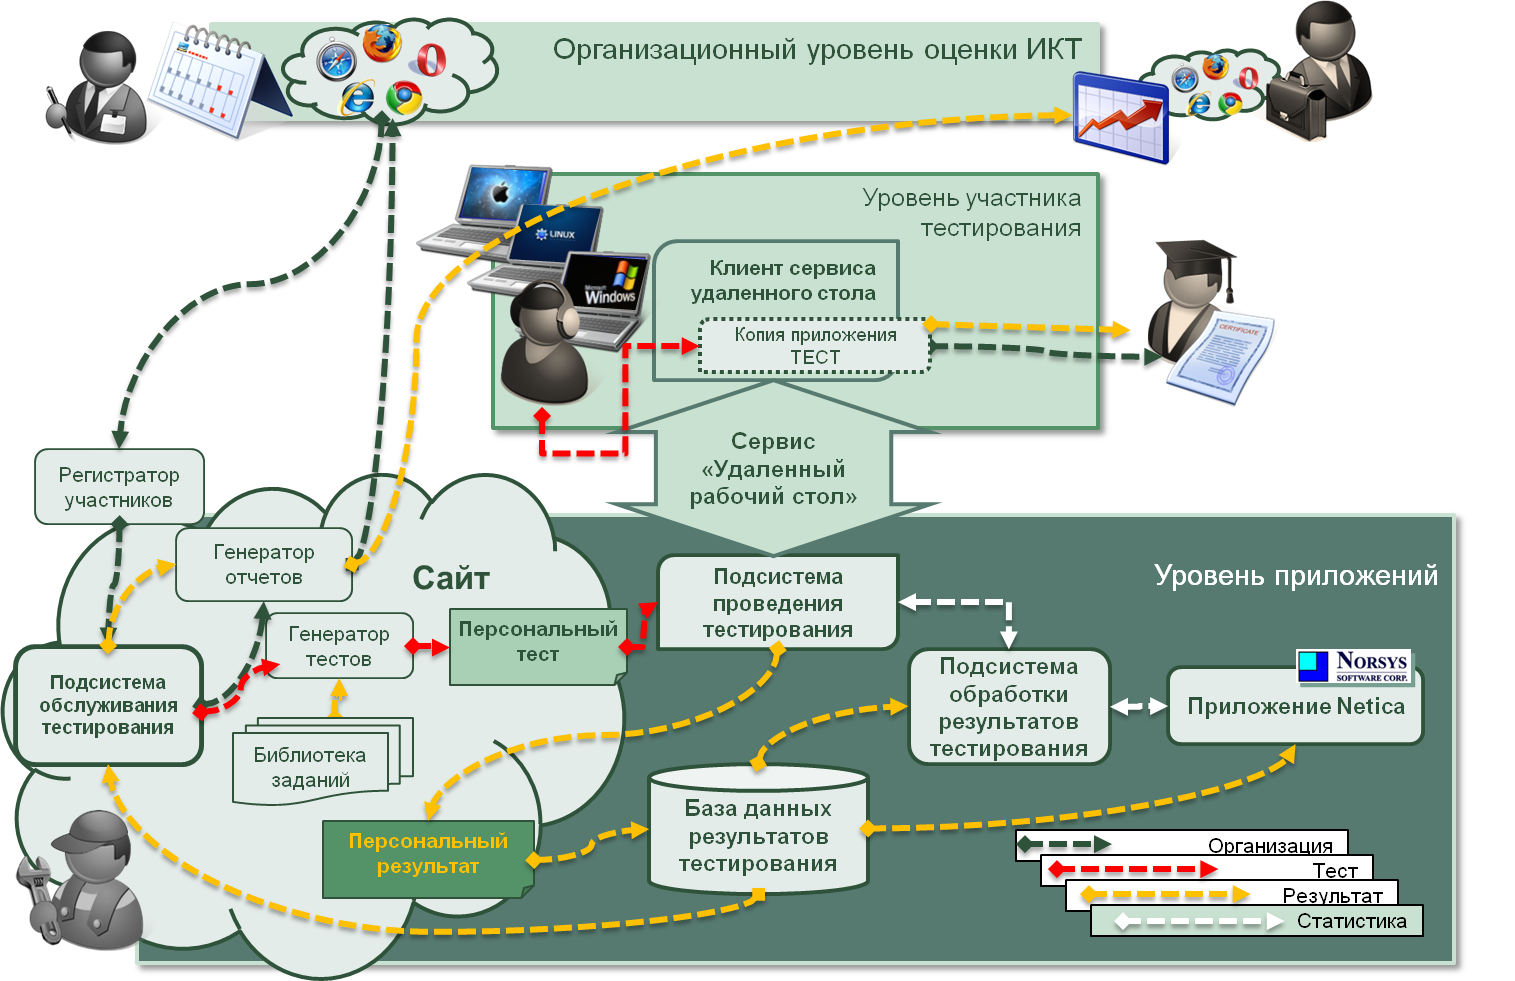 Организационный уровень оценки ИКТ
Уровень участника
тестирования
LINUX
Microsoft
Windows
Клиент сервиса
удаленного стола
Копия приложения
ТЕСТ
CERTIFICATE
Сервис
«Удаленный
рабочий стол»
Регистратор
участников
Генератор
отчетов
Сайт
Уровень приложений
Генератор
тестов
Персональный
тест
Подсистема
проведения
тестирования
Подсистема
обслуживания
тестирования
Библиотека
заданий
Подсистема
обработки
результатов
тестирования
NORSYS
SOFTWARE CORP.
Приложение Netica
База данных
результатов
тестирования
Персональный
результат
Организация
Тест
Результат
Статистика